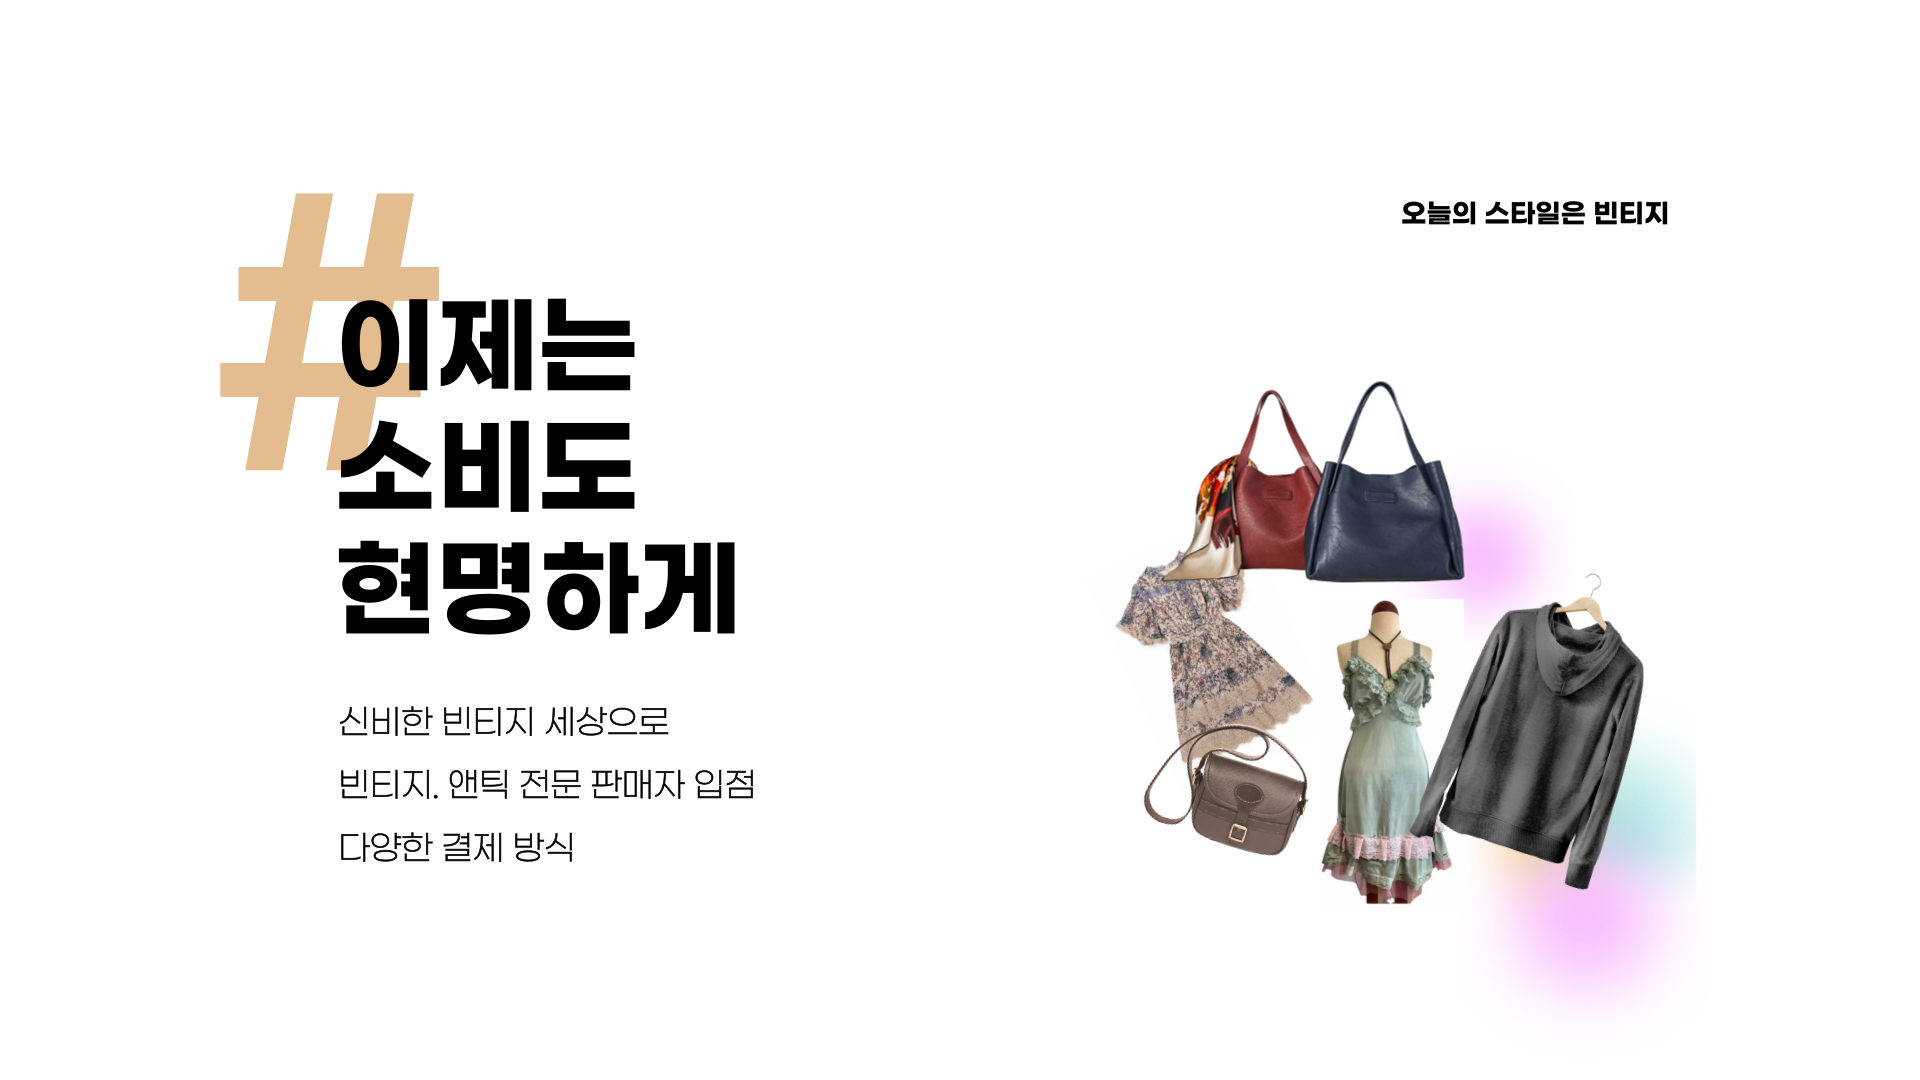 오늘의 스타일은 빈티지
#
이제는
소비도
현명하게
신비한 빈티지 세상으로
빈티지. 앤틱 전문 판매자 입점
다양한 결제 방식